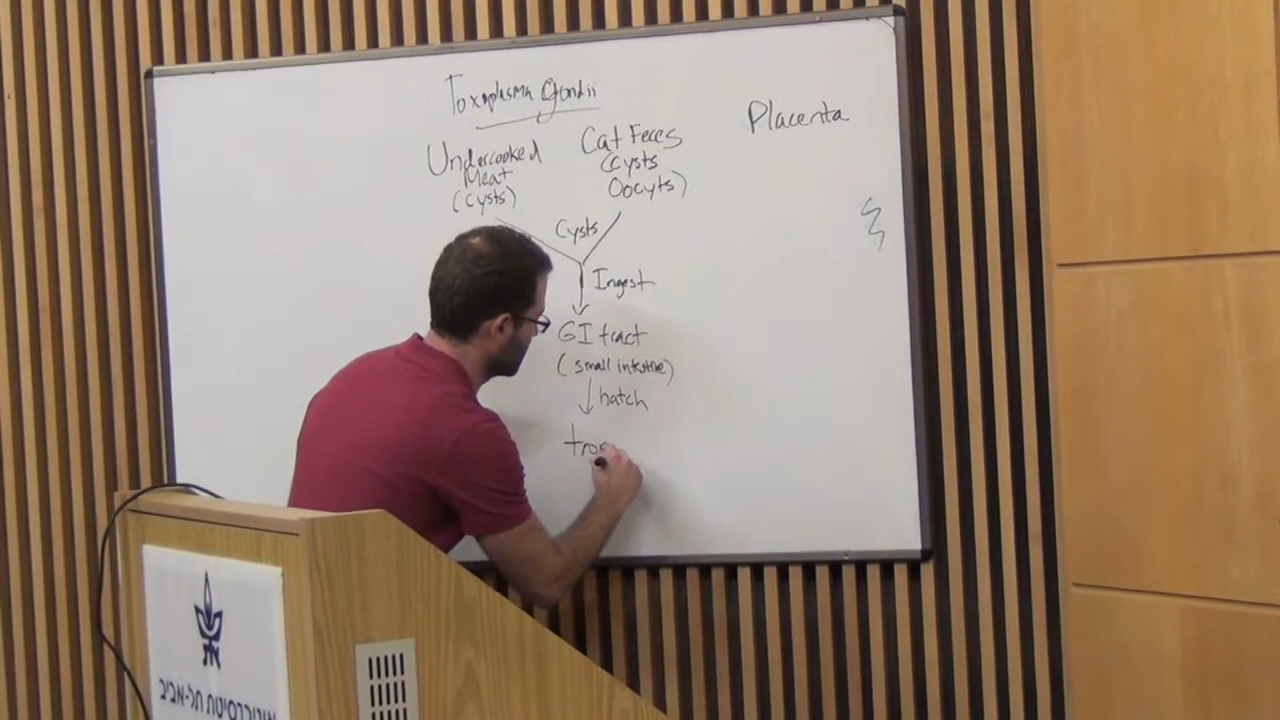 Toxoplasma Gondii
Undercooked
Meat
(cysts)
Cat Feces
(Cysts
Oocyts)
Placenta
Cysts
Ingest
GI tract
(small intestine)
hatch
trop
אוניברסיטת תל-אביב